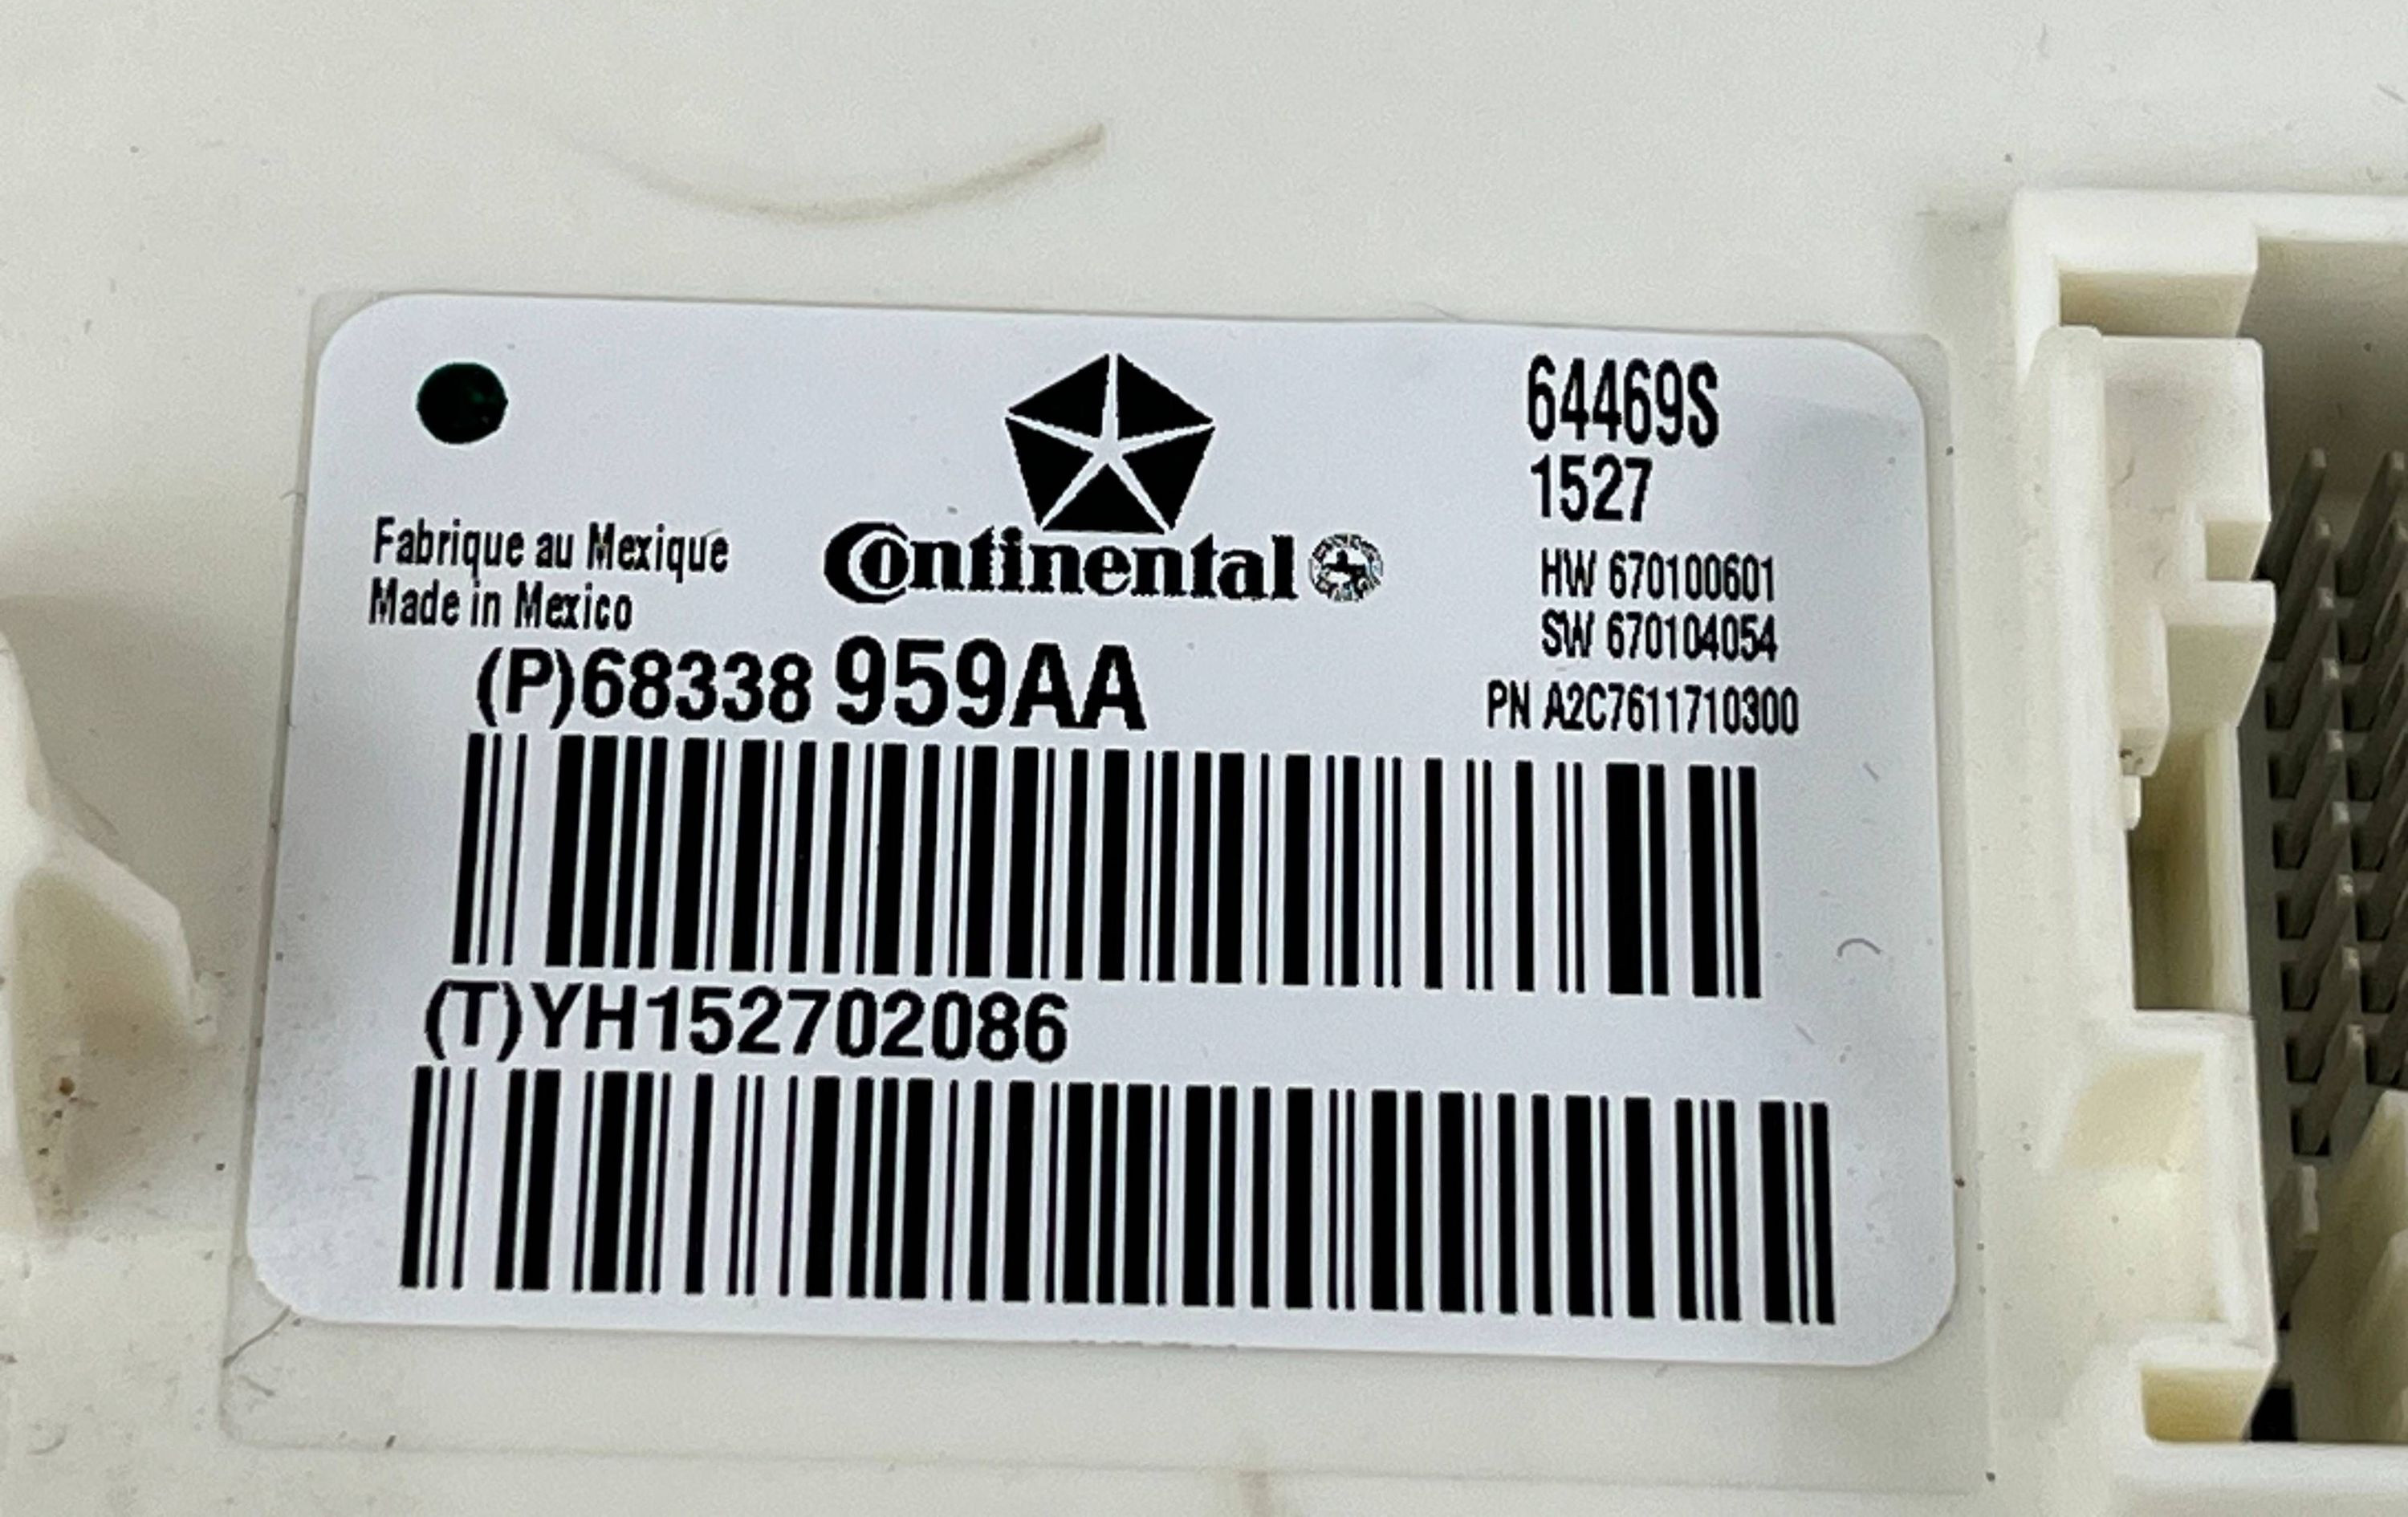 64469S
1527
Fabrique au Mexique
Made in Mexico
Continental
HW 670100601
SW 670104054
PN A2C7611710300
(P)68338 959AA
(T)YH152702086